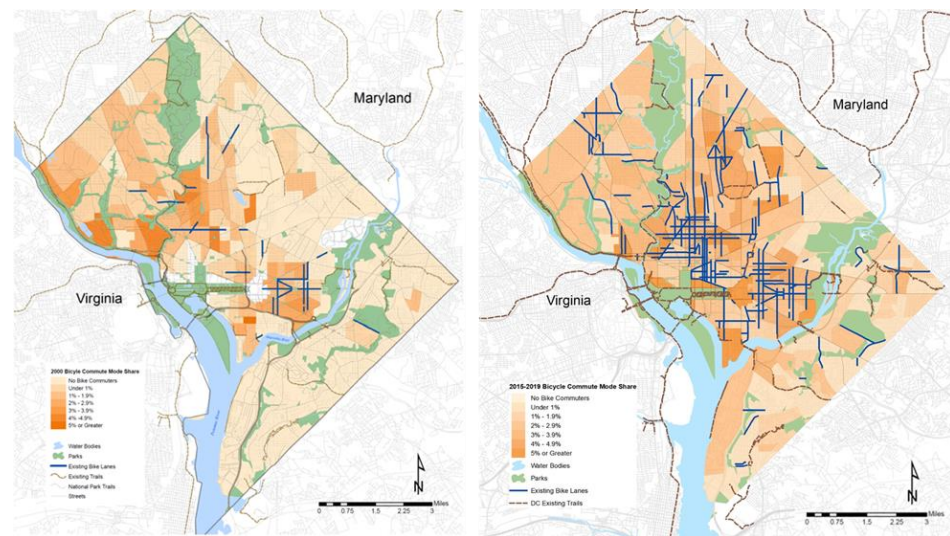 Maryland
Virginia
2000 Bicyle Commute Mode Share
No Bike Commuters
Under 1%
1% - 1.9%
2% - 2.9%
3% - 3.9%
4% -4.9%
5% or Greater
Water Bodies
Parks
Existing Bike Lanes
Existing Trails
National Park Trails
Streets
N
Miles
0 0.75 1.5 2.25 3
Maryland
Virginia
2015-2019 Bicycle Commute Mode Share
No Bike Commuters
Under 1%
1% - 1.9%
2% - 2.9%
3% - 3.9%
4% - 4.9%
5% or Greater
Water Bodies
Parks
Existing Bike Lanes
DC Existing Trails
N
Miles
0 0.75 1.5 2.25 3